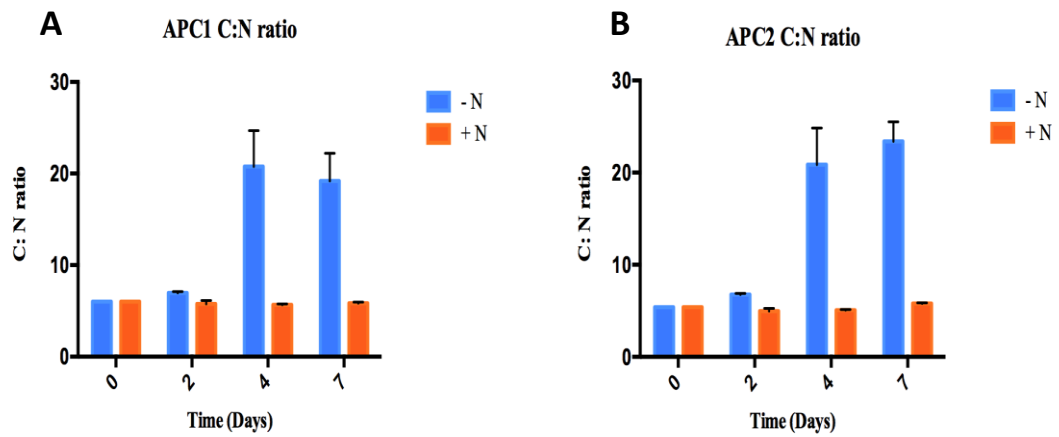 A
APC1 C:N ratio
30
20
10
0
C: N ratio
0
2
4
7
Time (Days)
- N
+ N
B
APC2 C:N ratio
30
20
10
0
C: N ratio
0
2
4
7
Time (Days)
- N
+ N